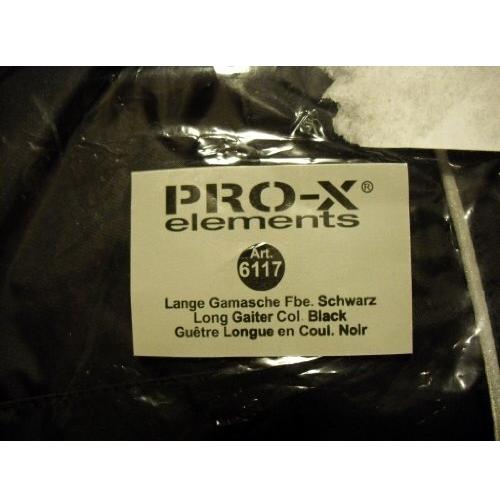 PRO-X®
elements
Art.
6117
Lange Gamasche Fbe. Schwarz
Long Gaiter Col. Black
Guêtre Longue en Coul. Noir